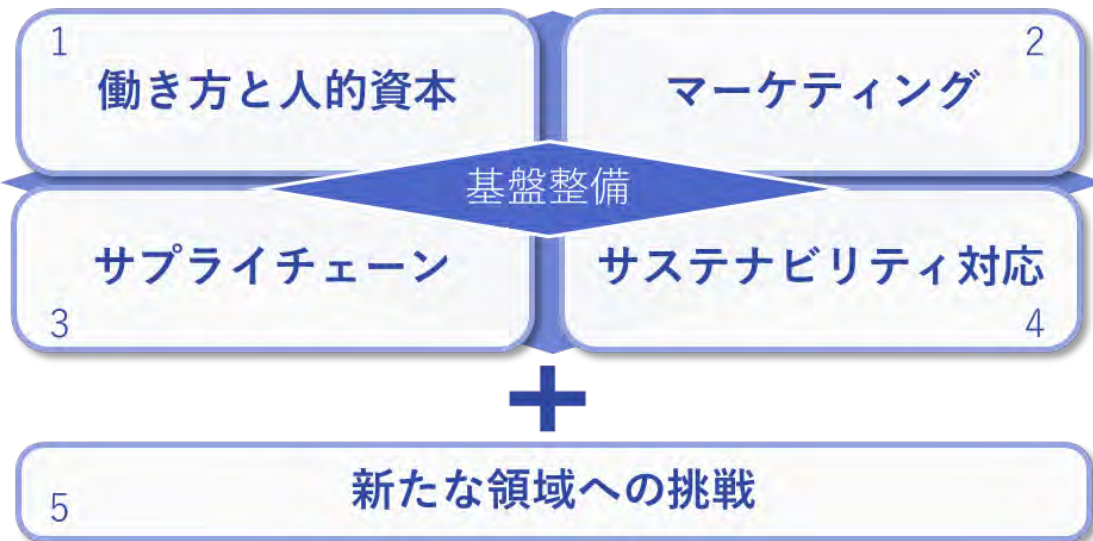 1
働き方と人的資本
2
マーケティング
基盤整備
サプライチェーン
3
サステナビリティ対応
4
+
5
新たな領域への挑戦